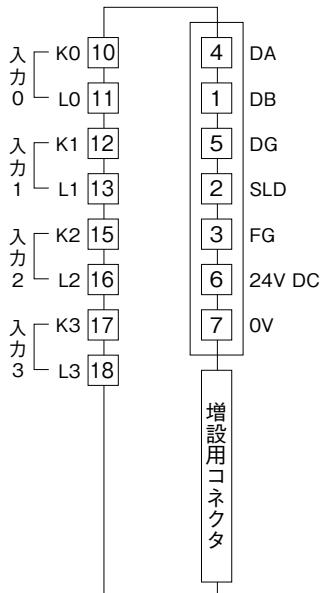 入力0
K0 10
L0 11
入力1
K1 12
L1 13
入力2
K2 15
L2 16
入力3
K3 17
L3 18
4 DA
1 DB
5 DG
2 SLD
3 FG
6 24V DC
7 0V
増設用コネクタ